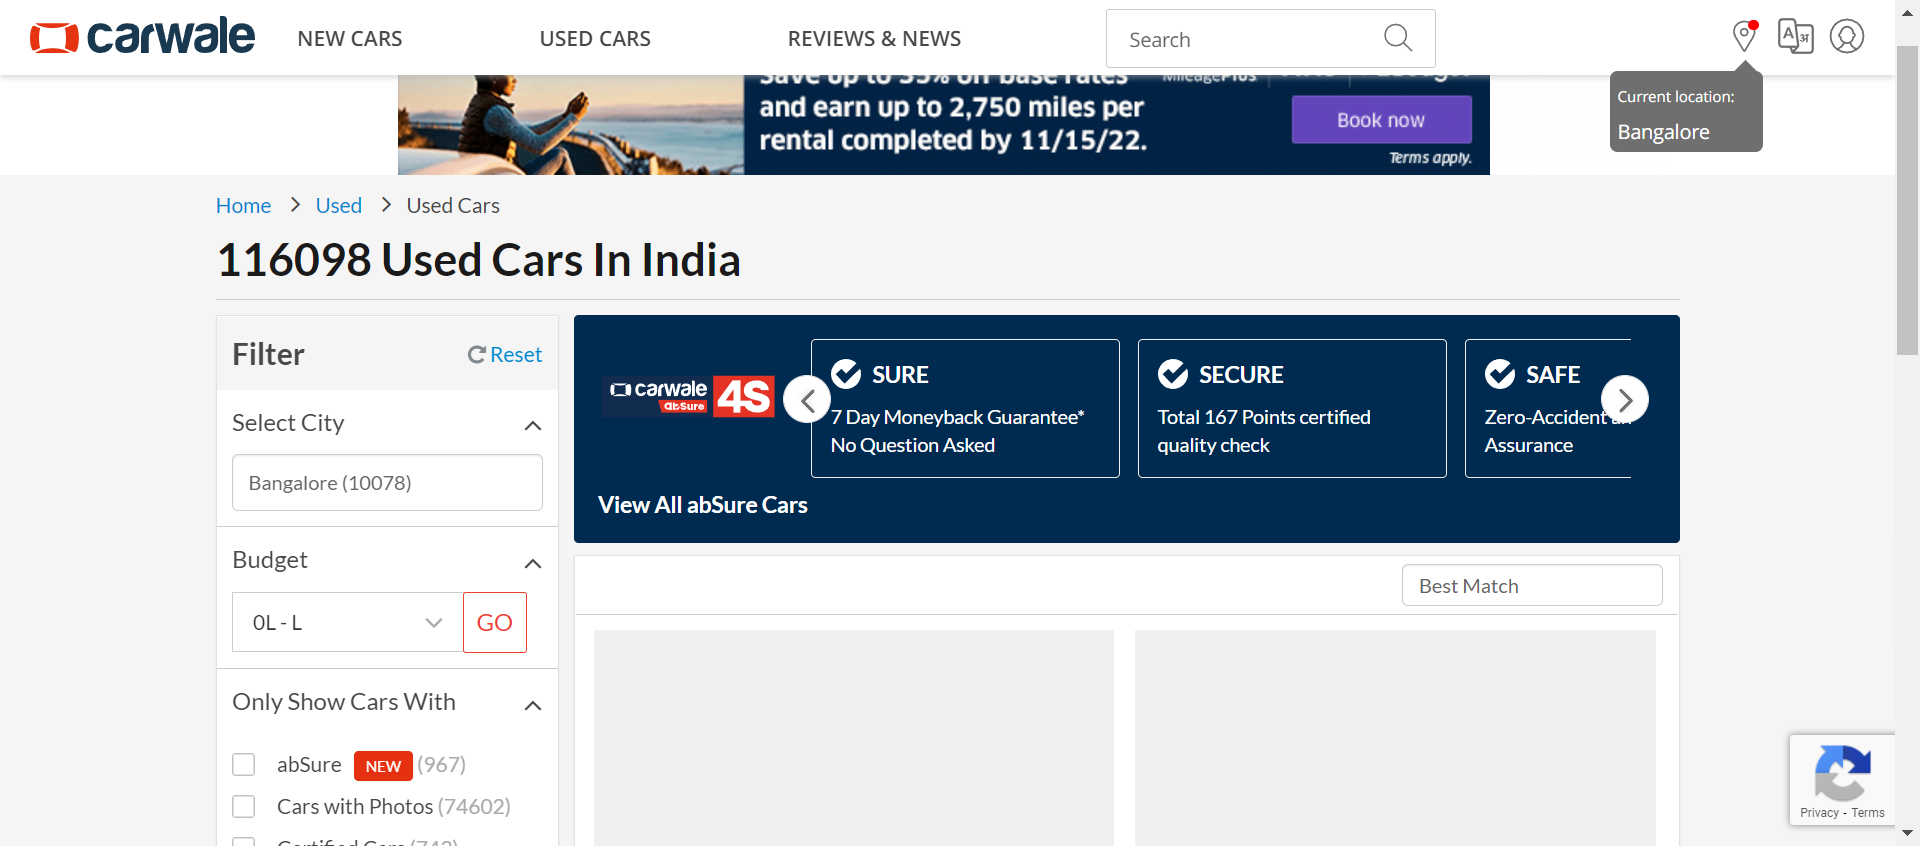 carwale
NEW CARS
USED CARS
REVIEWS & NEWS
Search
Current location:
Bangalore
and earn up to 2,750 miles per
rental completed by 11/15/22.
Book now
Terms apply.
Home > Used > Used Cars
116098 Used Cars In India
Filter
Reset
Select City
Bangalore (10078)
Budget
0L - L
GO
Only Show Cars With
abSure NEW (967)
Cars with Photos (74602)
carwale
abSure
4S
SURE
7 Day Moneyback Guarantee*
No Question Asked
SECURE
Total 167 Points certified
quality check
SAFE
Zero-Accident
Assurance
View All abSure Cars
Best Match
Privacy - Terms